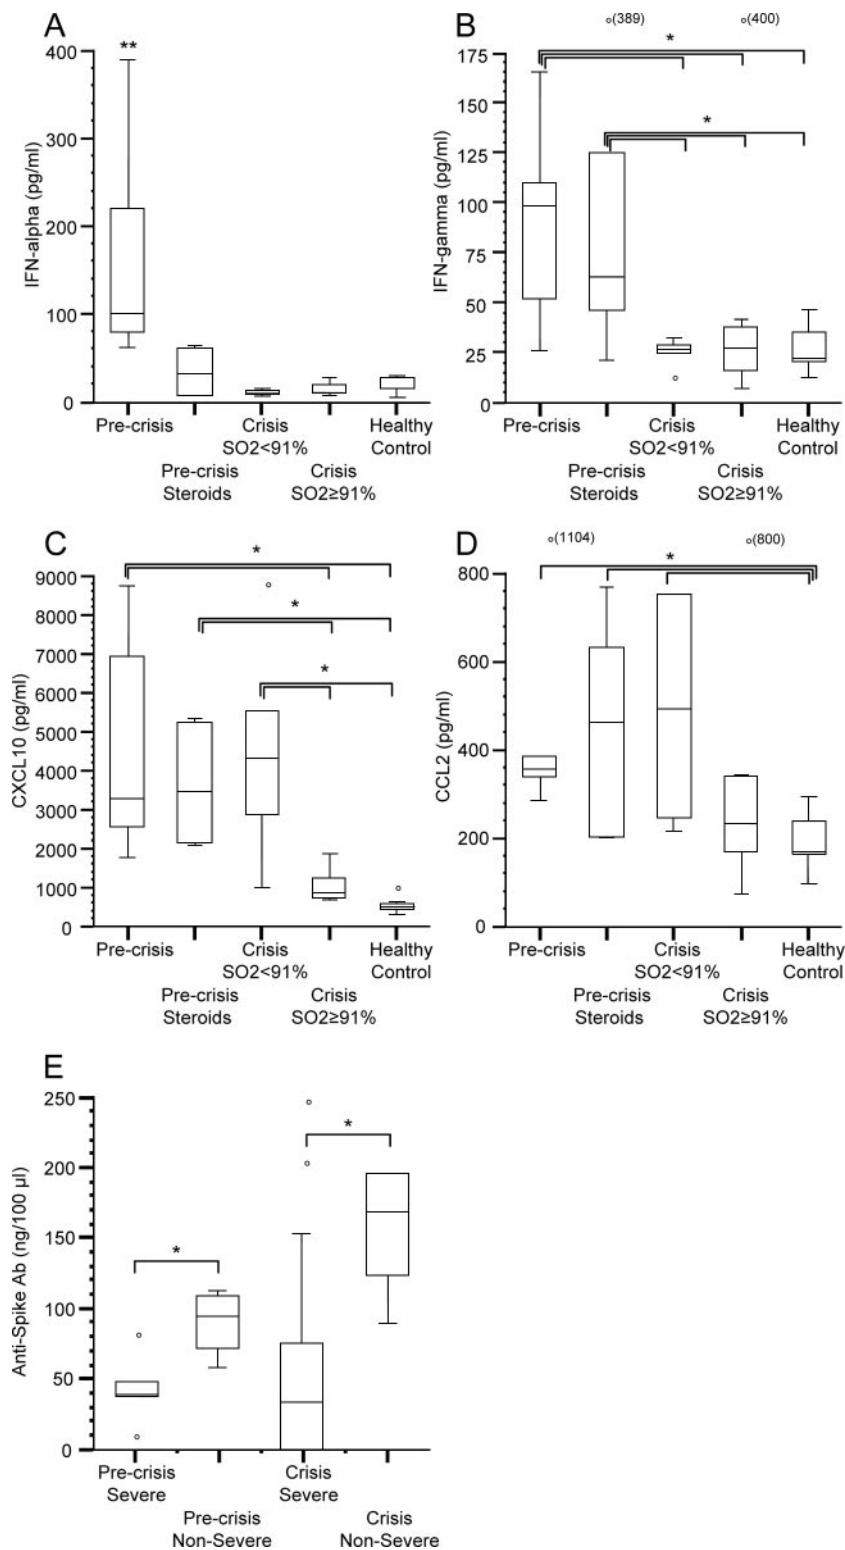 A
**
400
300
200
100
0
IFN-alpha (pg/ml)
Pre-crisis
Pre-crisis
Steroids
Crisis
SO2<91%
Crisis
SO2≥91%
Healthy
Control
B
(389)
(400)
*
*
175
150
125
100
75
50
25
0
IFN-gamma (pg/ml)
Pre-crisis
Pre-crisis
Steroids
Crisis
SO2<91%
Crisis
SO2≥91%
Healthy
Control
C
*
*
*
9000
8000
7000
6000
5000
4000
3000
2000
1000
0
CXCL10 (pg/ml)
Pre-crisis
Pre-crisis
Steroids
Crisis
SO2<91%
Crisis
SO2≥91%
Healthy
Control
D
(1104)
(800)
*
800
600
400
200
0
CCL2 (pg/ml)
Pre-crisis
Pre-crisis
Steroids
Crisis
SO2<91%
Crisis
SO2≥91%
Healthy
Control
E
*
*
250
200
150
100
50
0
Anti-Spike Ab (ng/100 µl)
Pre-crisis
Severe
Pre-crisis
Non-Severe
Crisis
Severe
Crisis
Non-Severe